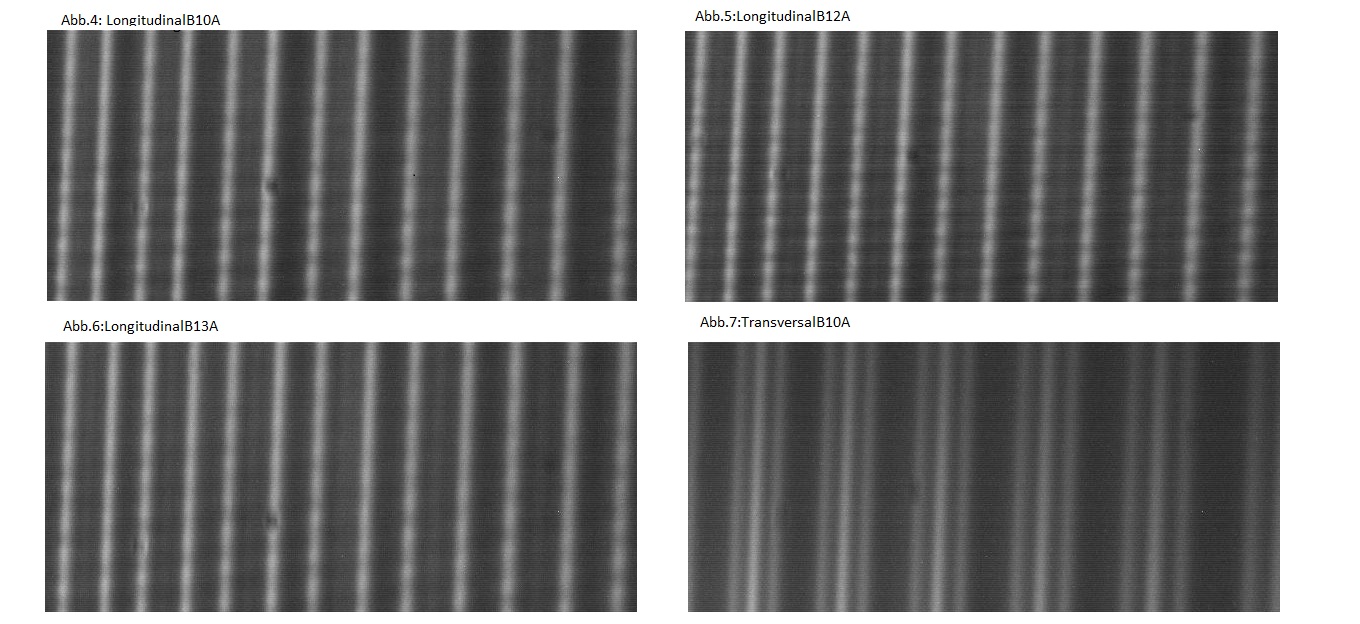 Abb.4: LongitudinalB10A
Abb.5:LongitudinalB12A
Abb.6:LongitudinalB13A
Abb.7:TransversalB10A